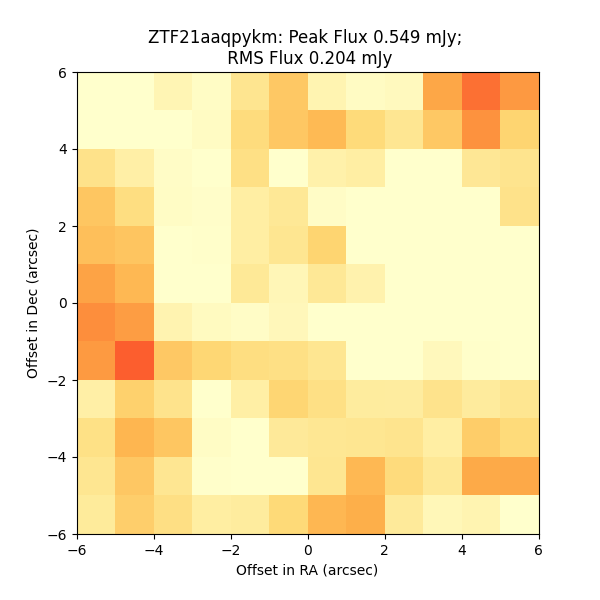 ZTF21aaqpykm: Peak Flux 0.549 mJy;
RMS Flux 0.204 mJy
6
4
2
0
−2
−4
−6
Offset in Dec (arcsec)
−6 −4 −2 0 2 4 6
Offset in RA (arcsec)